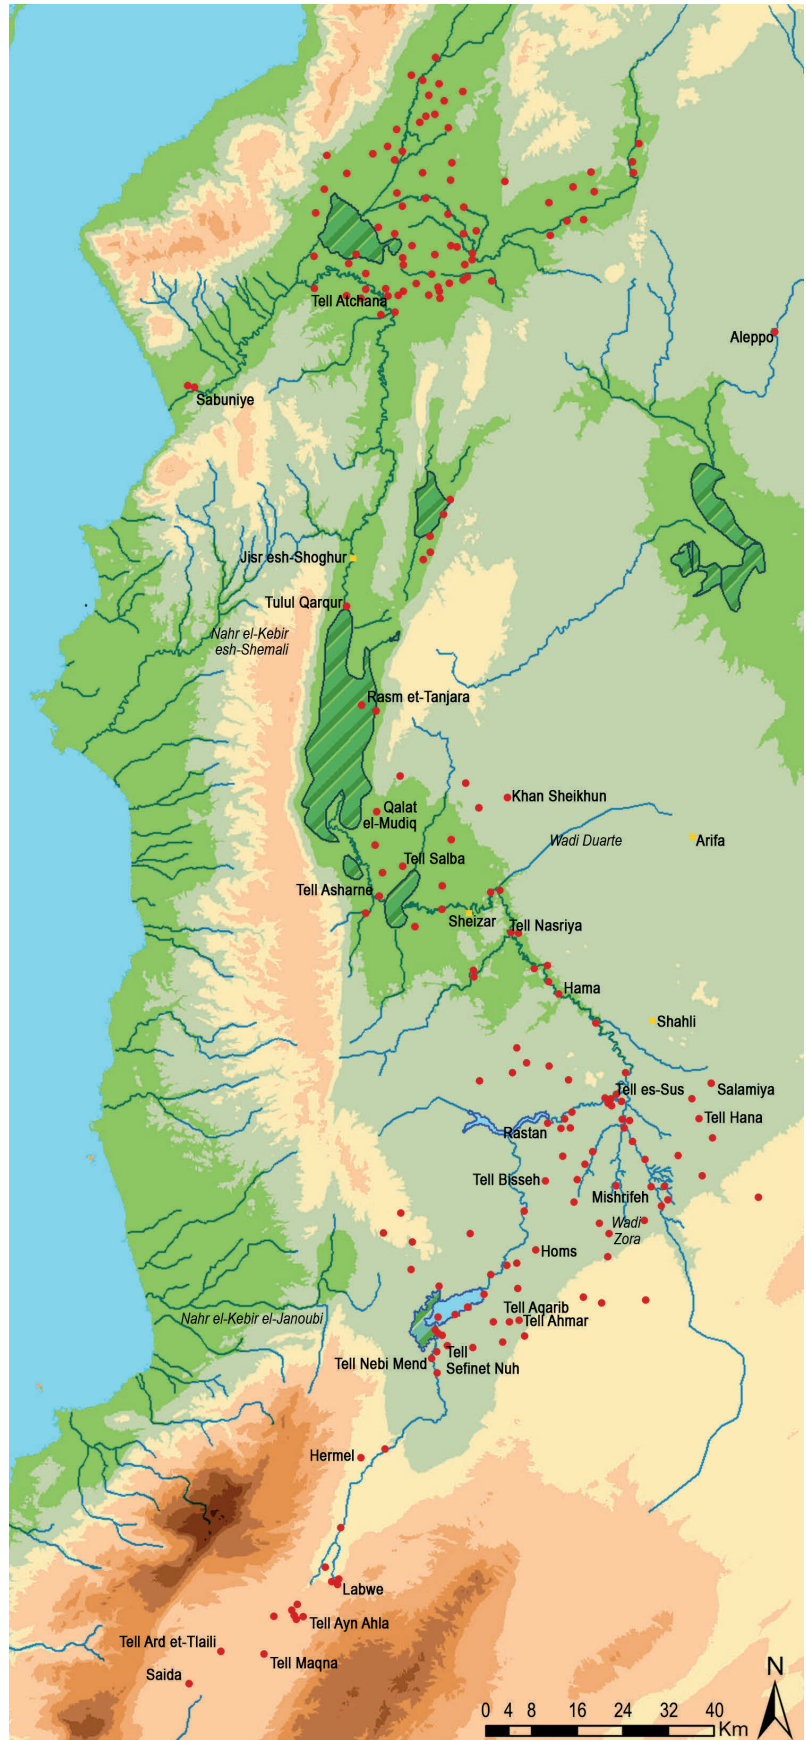 Tell Atchana
Aleppo
Sabuniye
Jisr esh-Shoghur
Tulul Qarqur
Nahr el-Kebir
esh-Shemali
Rasm et-Tanjara
Khan Sheikhun
Qalat
el-Mudiq
Wadi Duarte
Arifa
Tell Salba
Tell Asharne
Sheizar
Tell Nasriya
Hama
Shahli
Tell es-Sus
Salamiya
Tell Hana
Rastan
Tell Bisseh
Mishrifeh
Wadi
Zora
Homs
Nahr el-Kebir el-Janoubi
Tell Aqarib
Tell Ahmar
Tell Nebi Mend
Tell
Sefinet Nuh
Hermel
Labwe
Tell Ayn Ahla
Tell Ard et-Tlaili
Tell Maqna
Saida
N
0 4 8 16 24 32 40
Km